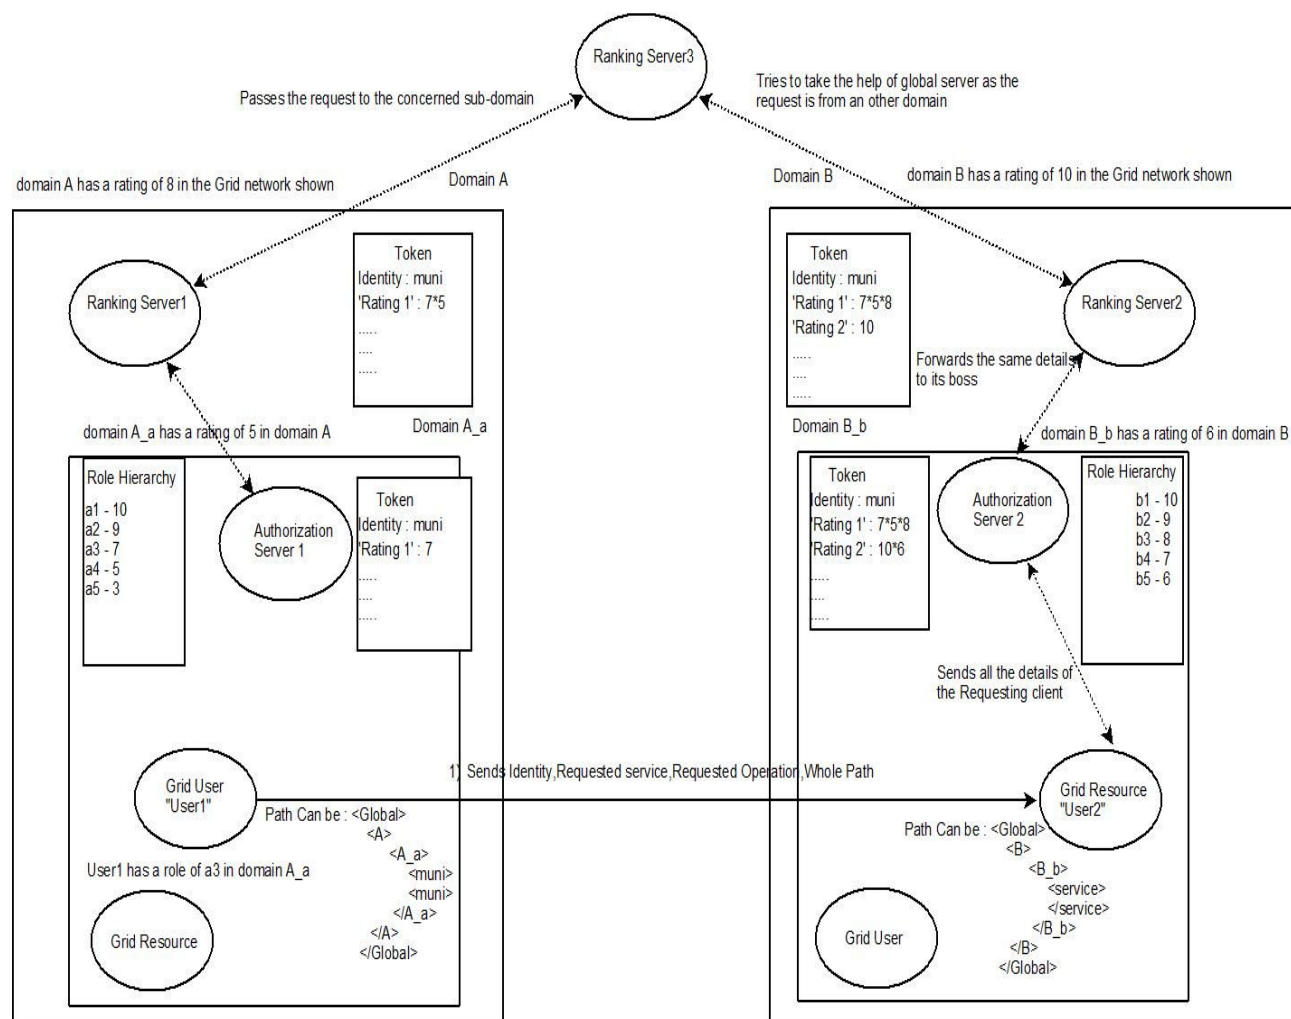 Ranking Server3
Passes the request to the concerned sub-domain
Tries to take the help of global server as the
request is from an other domain
domain A has a rating of 8 in the Grid network shown
Domain A
Domain B
domain B has a rating of 10 in the Grid network shown
Ranking Server1
Token
Identity : muni
'Rating 1' : 7*5
.....
....
.....
Token
Identity : muni
'Rating 1' : 7*5*8
'Rating 2' : 10
.....
....
.....
Ranking Server2
Forwards the same details
to its boss
domain A_a has a rating of 5 in domain A
Domain A_a
Domain B_b
domain B_b has a rating of 6 in domain B
Role Hierarchy
a1 - 10
a2 - 9
a3 - 7
a4 - 5
a5 - 3
Authorization
Server 1
Token
Identity : muni
'Rating 1' : 7
.....
....
.....
Token
Identity : muni
'Rating 1' : 7*5*8
'Rating 2' : 10*6
.....
....
.....
Authorization
Server 2
Role Hierarchy
b1 - 10
b2 - 9
b3 - 8
b4 - 7
b5 - 6
Sends all the details of
the Requesting client
1) Sends Identity,Requested service,Requested Operation,Whole Path
Grid User
"User1"
Path Can be : <Global>
<A>
<A_a>
<muni>
<muni>
</A_a>
</A>
</Global>
User1 has a role of a3 in domain A_a
Grid Resource
Grid Resource
"User2"
Path Can be : <Global>
<B>
<B_b>
<service>
</service>
</B_b>
</B>
</Global>
Grid User